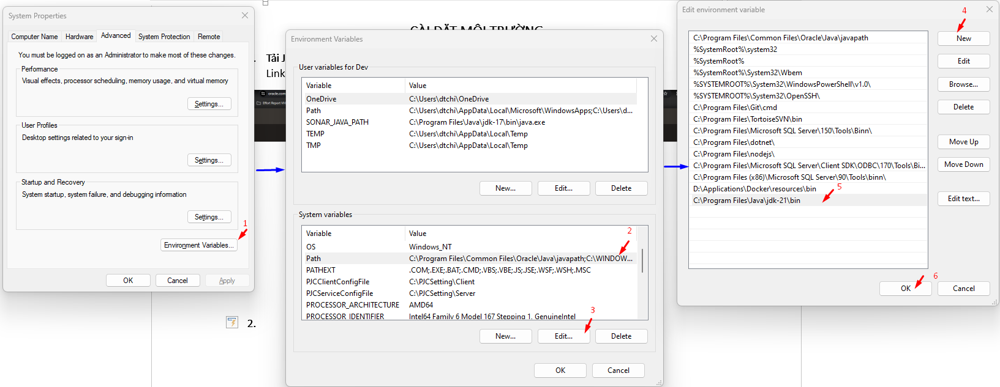 System Properties
Computer Name
Hardware
Advanced
System Protection
Remote
You must be logged on as an Administrator to make most of these changes.
Performance
Visual effects, processor scheduling, memory usage, and virtual memory
Settings...
User Profiles
Desktop settings related to your sign-in
Settings...
Startup and Recovery
System startup, system failure, and debugging information
Settings...
1
Environment Variables...
OK
Cancel
Apply
2.
CÀI ĐẶT MÔI TRƯỜNG
Tải J
Link
oracle.com
Effort Report VH
Environment Variables
User variables for Dev
Variable Value
OneDrive C:\Users\dtchi\OneDrive
Path C:\Users\dtchi\AppData\Local\Microsoft\WindowsApps;C:\Users\d...
SONAR_JAVA_PATH C:\Program Files\Java\jdk-17\bin\java.exe
TEMP C:\Users\dtchi\AppData\Local\Temp
TMP C:\Users\dtchi\AppData\Local\Temp
New...
Edit...
Delete
System variables
Variable Value
2
OS Windows_NT
Path C:\Program Files\Common Files\Oracle\Java\javapath;C:\WINDOW...
PATHEXT .COM;.EXE;.BAT;.CMD;.VBS;.VBE;.JS;.JSE;.WSF;.WSH;.MSC
PJCClientConfigFile C:\PJCSetting\Client
PJCServiceConfigFile C:\PJCSetting\Server
PROCESSOR_ARCHITECTURE AMD64
PROCESSOR_IDENTIFIER Intel64 Family 6 Model 167 Stepping 1, GenuineIntel
3
New...
Edit...
Delete
OK
Cancel
Edit environment variable
4
C:\Program Files\Common Files\Oracle\Java\javapath
%SystemRoot%\system32
%SystemRoot%
%SystemRoot%\System32\Wbem
%SYSTEMROOT%\System32\WindowsPowerShell\v1.0\
%SYSTEMROOT%\System32\OpenSSH\
C:\Program Files\Git\cmd
C:\Program Files\TortoiseSVN\bin
C:\Program Files\Microsoft SQL Server\150\Tools\Binn\
C:\Program Files\dotnet\
C:\Program Files\nodejs\
C:\Program Files\Microsoft SQL Server\Client SDK\ODBC\170\Tools\Bi...
C:\Program Files (x86)\Microsoft SQL Server\90\Tools\binn\
D:\Applications\Docker\resources\bin
5
C:\Program Files\Java\jdk-21\bin
New
Edit
Browse...
Delete
Move Up
Move Down
Edit text...
6
OK
Cancel